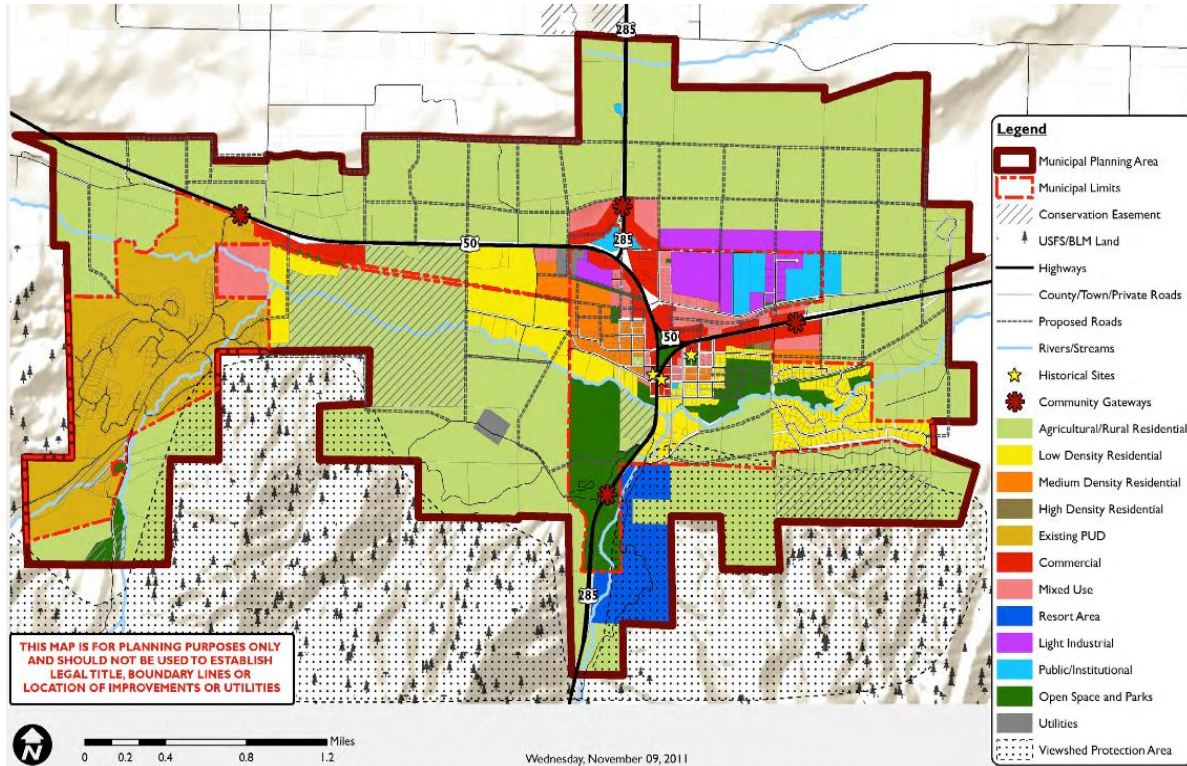 285
285
50
50
285
Legend
Municipal Planning Area
Municipal Limits
Conservation Easement
USFS/BLM Land
Highways
County/Town/Private Roads
Proposed Roads
Rivers/Streams
Historical Sites
Community Gateways
Agricultural/Rural Residential
Low Density Residential
Medium Density Residential
High Density Residential
Existing PUD
Commercial
Mixed Use
Resort Area
Light Industrial
Public/Institutional
Open Space and Parks
Utilities
Viewshed Protection Area
THIS MAP IS FOR PLANNING PURPOSES ONLY
AND SHOULD NOT BE USED TO ESTABLISH
LEGAL TITLE, BOUNDARY LINES OR
LOCATION OF IMPROVEMENTS OR UTILITIES
N
Miles
0 0.2 0.4 0.8 1.2
Wednesday, November 09, 2011